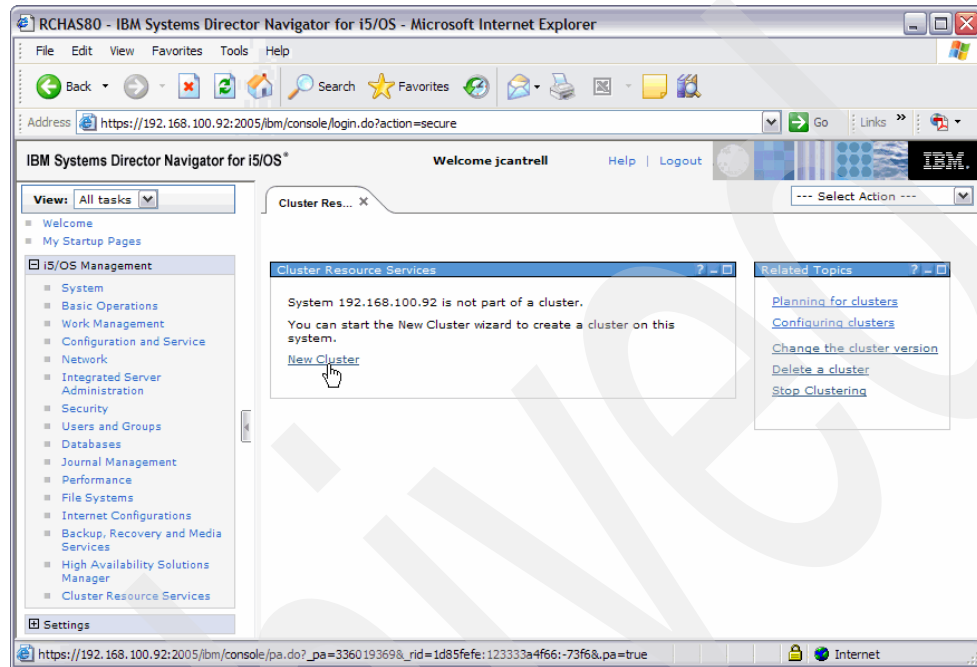 RCHAS80 - IBM Systems Director Navigator for i5/OS - Microsoft Internet Explorer
File Edit View Favorites Tools Help
Back Search Favorites
Address https://192.168.100.92:2005/ibm/console/login.do?action=secure Go Links »
IBM Systems Director Navigator for i5/OS* Welcome jcantrell Help | Logout IBM.
View: All tasks
Cluster Res... X
--- Select Action ---
Welcome
My Startup Pages
i5/OS Management
System
Basic Operations
Work Management
Configuration and Service
Network
Integrated Server
Administration
Security
Users and Groups
Databases
Journal Management
Performance
File Systems
Internet Configurations
Backup, Recovery and Media
Services
High Availability Solutions
Manager
Cluster Resource Services
Settings
Cluster Resource Services ?
System 192.168.100.92 is not part of a cluster.
You can start the New Cluster wizard to create a cluster on this
system.
New Cluster
Related Topics ?
Planning for clusters
Configuring clusters
Change the cluster version
Delete a cluster
Stop Clustering
https://192.168.100.92:2005/ibm/console/pa.do?_pa=336019369&_rid=1d85fefe:123333a4f66:-73f6&.pa=true Internet